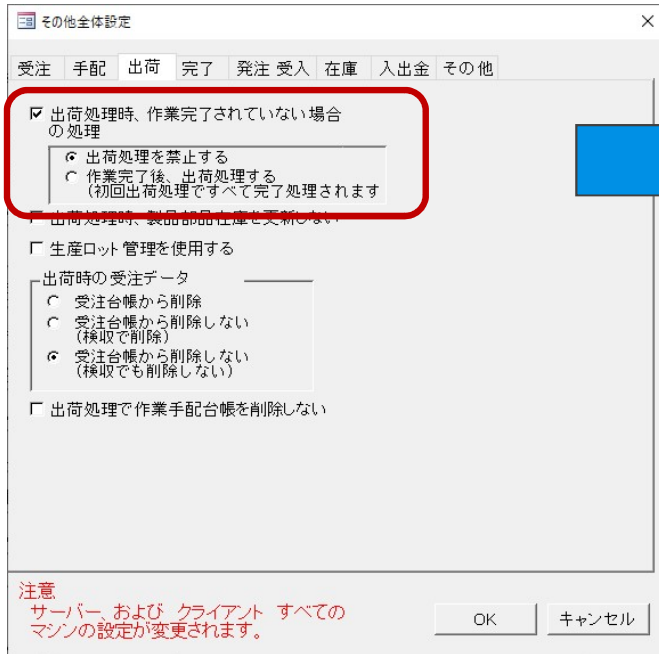 その他全体設定
受注 手配 出荷 完了 発注 受入 在庫 入出金 その他
出荷処理時、作業完了されていない場合
の処理
出荷処理を禁止する
作業完了後、出荷処理する
(初回出荷処理ですべて完了処理されます
出荷処理時、製品部品在庫を更新しない
生産ロット管理を使用する
出荷時の受注データ
受注台帳から削除
受注台帳から削除しない
(検収で削除)
受注台帳から削除しない
(検収でも削除しない)
出荷処理で作業手配台帳を削除しない
注意
サーバー、および クライアント すべての
マシンの設定が変更されます。
OK キャンセル